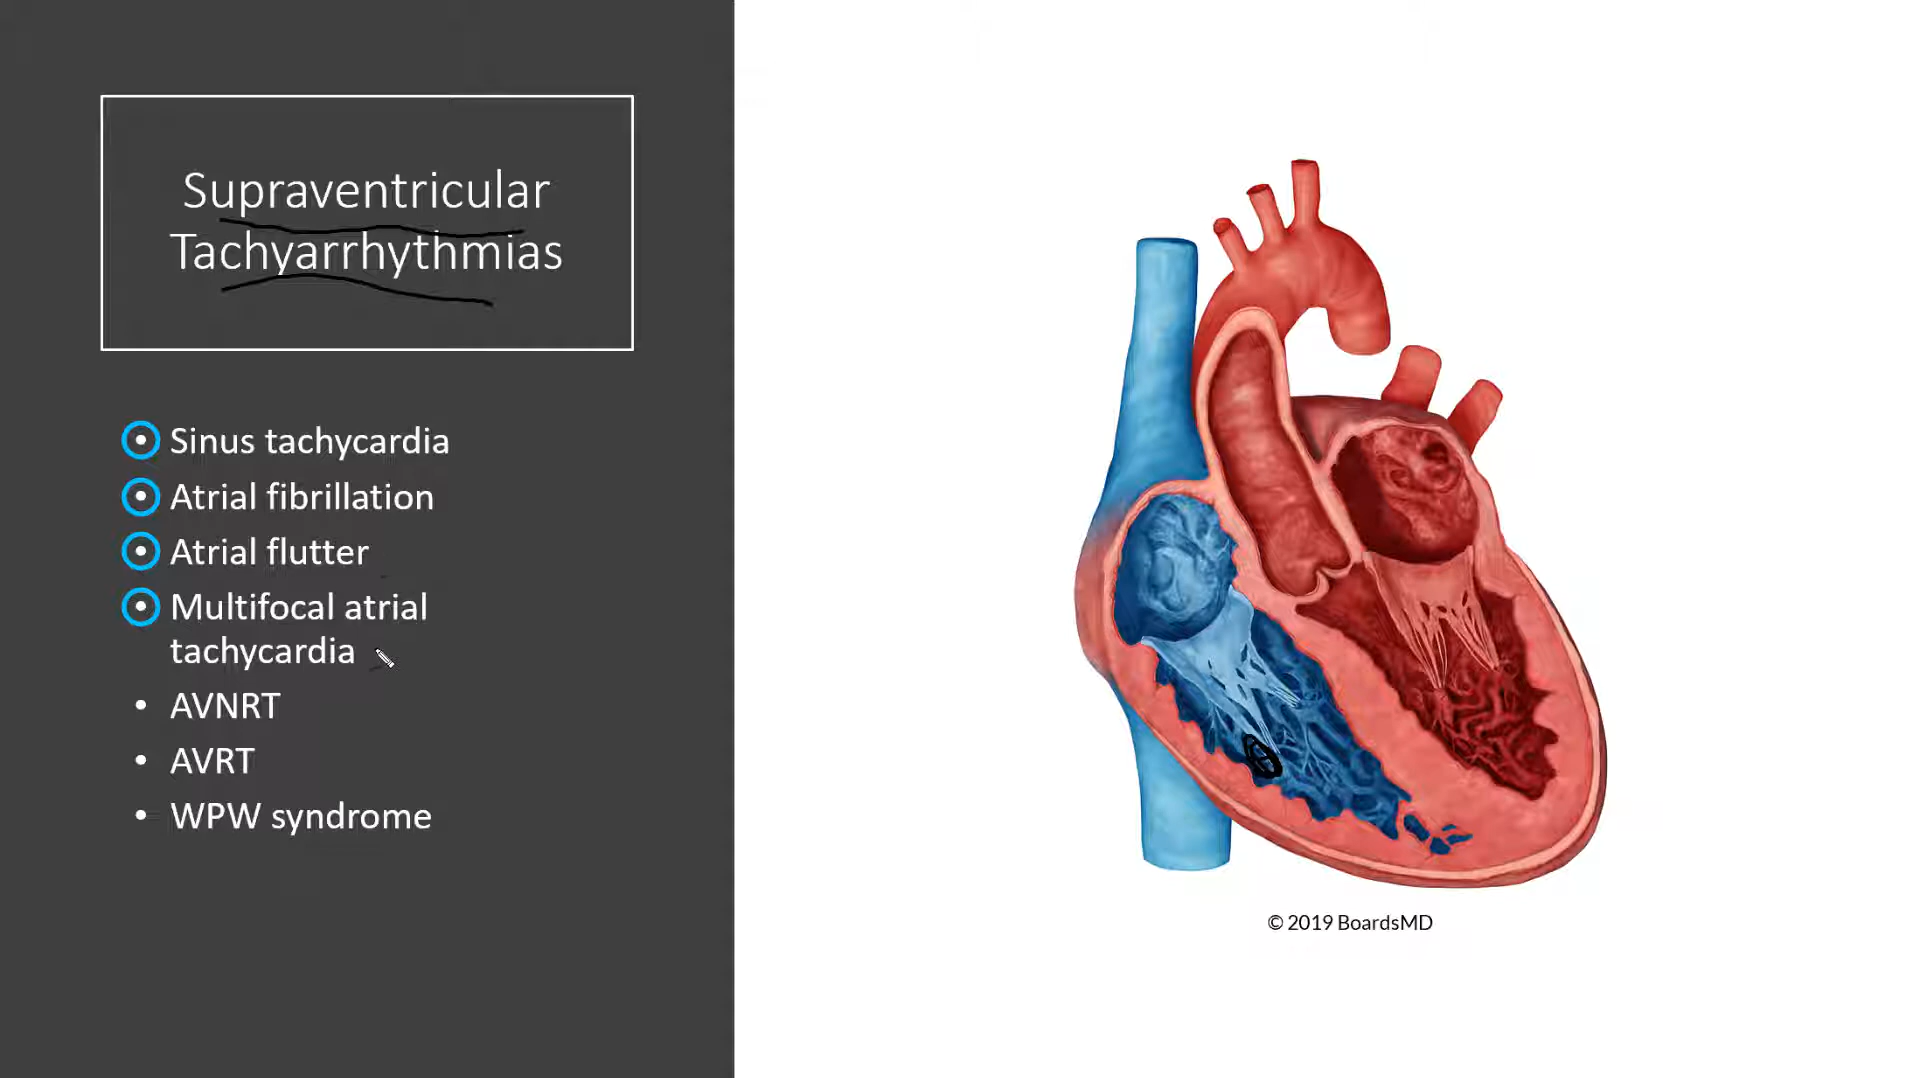 Supraventricular
Tachyarrhythmias
• Sinus tachycardia
• Atrial fibrillation
• Atrial flutter
• Multifocal atrial
tachycardia
• AVNRT
• AVRT
• WPW syndrome
© 2019 BoardsMD